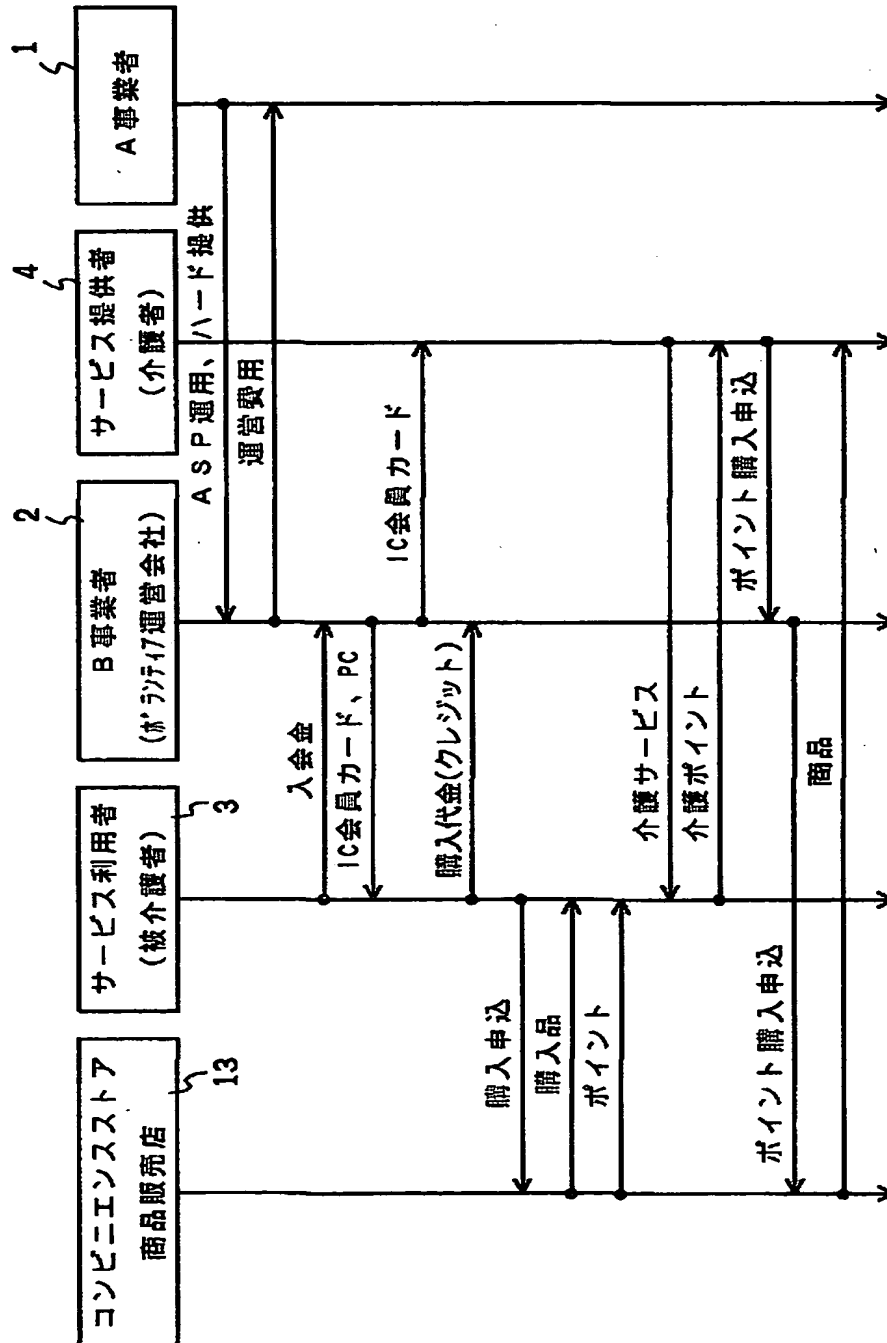 コンビニエンスストア
商品販売店
13
サービス利用者
(被介護者)
3
B事業者
(ボランティア運営会社)
2
サービス提供者
(介護者)
4
A事業者
1
ASP運用、ハード提供
運営費用
入会金
IC会員カード、PC
IC会員カード
購入代金(クレジット)
購入申込
購入品
ポイント
介護サービス
介護ポイント
ポイント購入申込
ポイント購入申込
商品